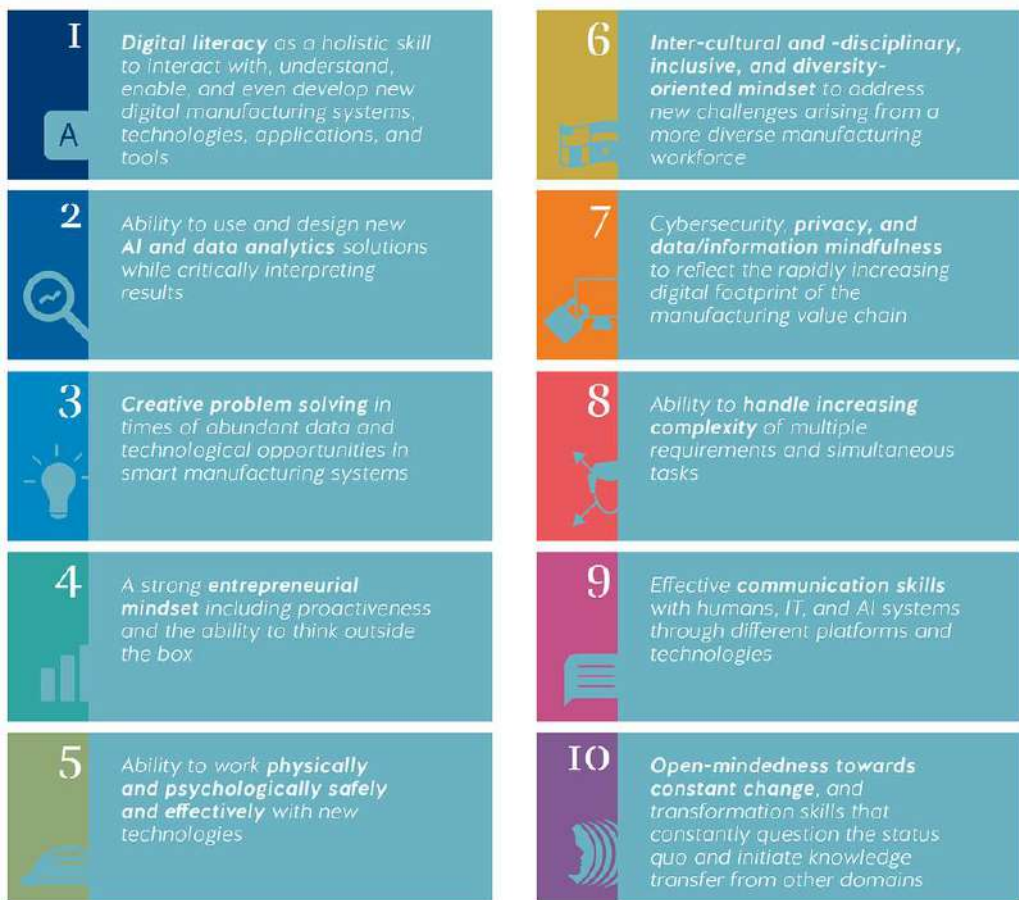 1
Digital literacy as a holistic skill
to interact with, understand,
enable, and even develop new
digital manufacturing systems,
technologies, applications, and
tools
A
2
Ability to use and design new
AI and data analytics solutions
while critically interpreting
results
3
Creative problem solving in
times of abundant data and
technological opportunities in
smart manufacturing systems
4
A strong entrepreneurial
mindset including proactiveness
and the ability to think outside
the box
5
Ability to work physically
and psychologically safely
and effectively with new
technologies
6
Inter-cultural and -disciplinary,
inclusive, and diversity-
oriented mindset to address
new challenges arising from a
more diverse manufacturing
workforce
7
Cybersecurity, privacy, and
data/information mindfulness
to reflect the rapidly increasing
digital footprint of the
manufacturing value chain
8
Ability to handle increasing
complexity of multiple
requirements and simultaneous
tasks
9
Effective communication skills
with humans, IT, and AI systems
through different platforms and
technologies
10
Open-mindedness towards
constant change, and
transformation skills that
constantly question the status
quo and initiate knowledge
transfer from other domains